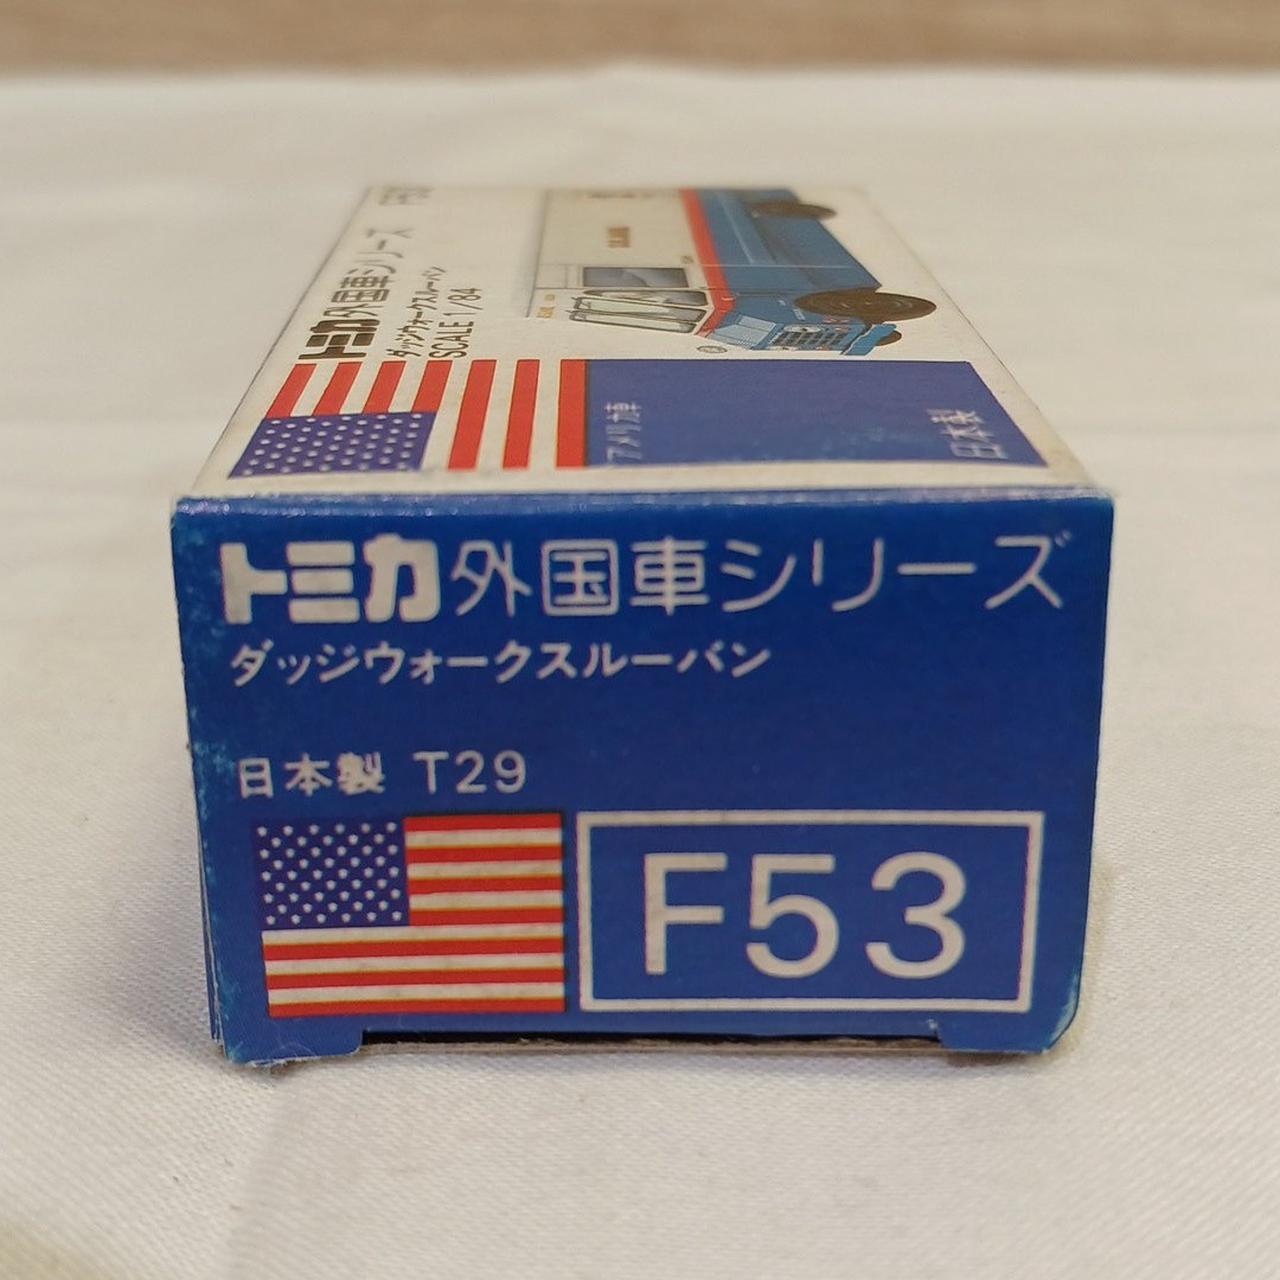 F53
トミカ外国車シリーズ
ダッジウォークスルーバン
SCALE 1/84
アメリカ車
日本製
トミカ外国車シリーズ
ダッジウォークスルーバン
日本製 T29
F53